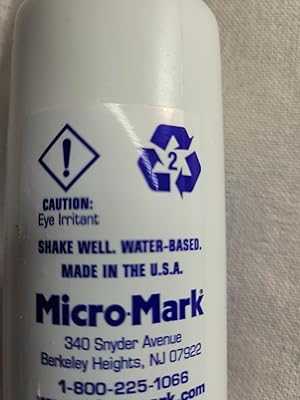 !
2
CAUTION:
Eye Irritant
SHAKE WELL. WATER-BASED.
MADE IN THE U.S.A.
Micro-Mark®
340 Snyder Avenue
Berkeley Heights, NJ 07922
1-800-225-1066